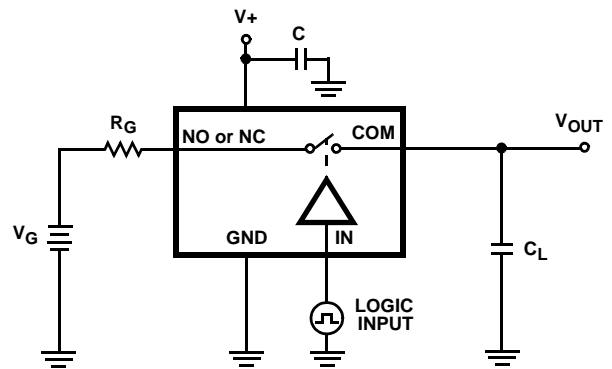 V+
C
RG
NO or NC
COM
VOUT
VG
GND
IN
CL
LOGIC
INPUT